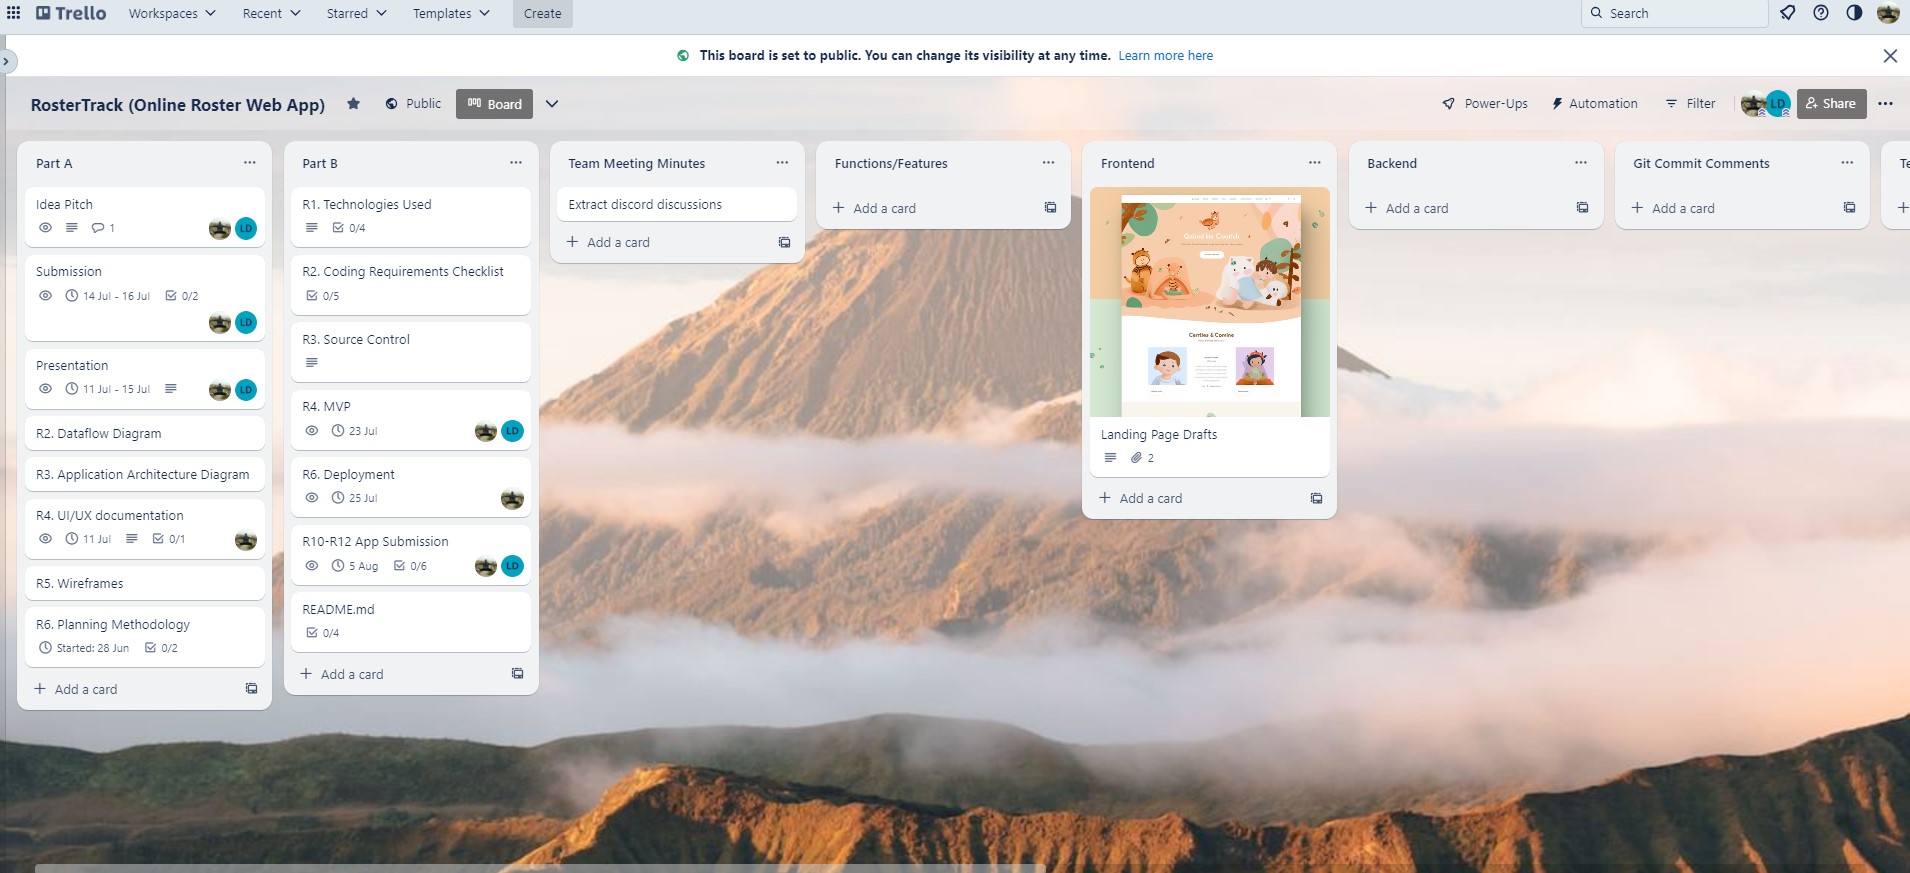 Trello
Workspaces
Recent
Starred
Templates
Create
Search
This board is set to public. You can change its visibility at any time. Learn more here
RosterTrack (Online Roster Web App)
Public
Board
Power-Ups
Automation
Filter
LD
Share
Part A
Idea Pitch
1
LD
Submission
14 Jul - 16 Jul
0/2
LD
Presentation
11 Jul - 15 Jul
LD
R2. Dataflow Diagram
R3. Application Architecture Diagram
R4. UI/UX documentation
11 Jul
0/1
R5. Wireframes
R6. Planning Methodology
Started: 28 Jun
0/2
Add a card
Part B
R1. Technologies Used
0/4
R2. Coding Requirements Checklist
0/5
R3. Source Control
R4. MVP
23 Jul
LD
R6. Deployment
25 Jul
R10-R12 App Submission
5 Aug
0/6
LD
README.md
0/4
Add a card
Team Meeting Minutes
Extract discord discussions
Add a card
Functions/Features
Add a card
Frontend
Landing Page Drafts
2
Add a card
Backend
Add a card
Git Commit Comments
Add a card